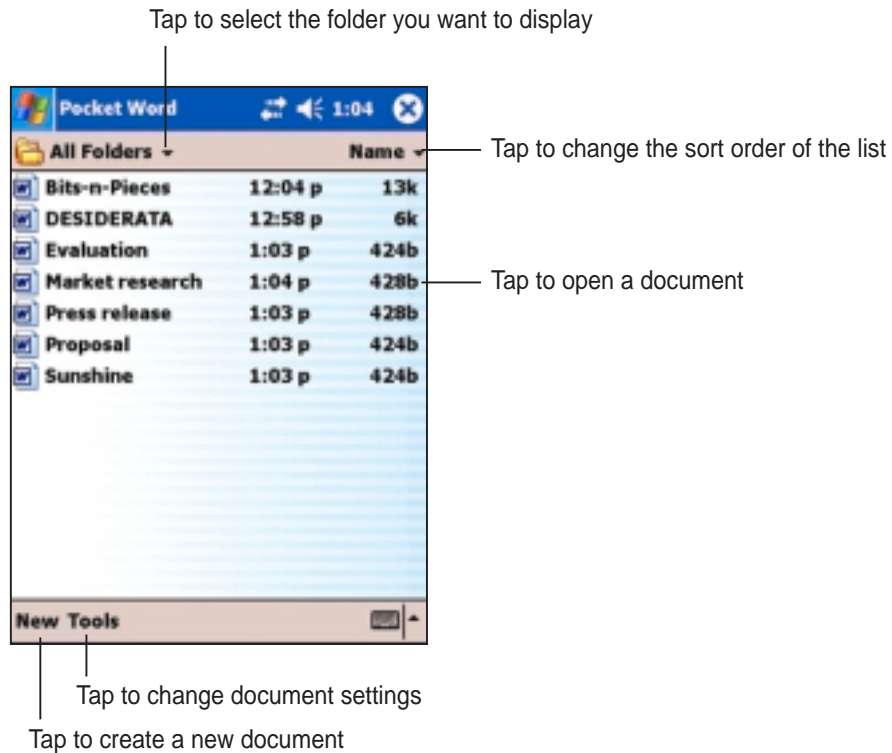 Tap to select the folder you want to display
Pocket Word 1:04
All Folders Name
Tap to change the sort order of the list
Bits-n-Pieces 12:04 p 13k
DESIDERATA 12:58 p 6k
Evaluation 1:03 p 424b
Market research 1:04 p 428b
Tap to open a document
Press release 1:03 p 428b
Proposal 1:03 p 424b
Sunshine 1:03 p 424b
New Tools
Tap to change document settings
Tap to create a new document